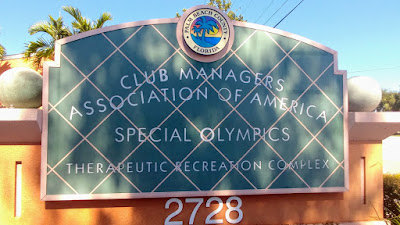 PALM BEACH COUNTY
FLORIDA
CLUB MANAGERS
ASSOCIATION OF AMERICA
SPECIAL OLYMPICS
THERAPEUTIC RECREATION COMPLEX
2728